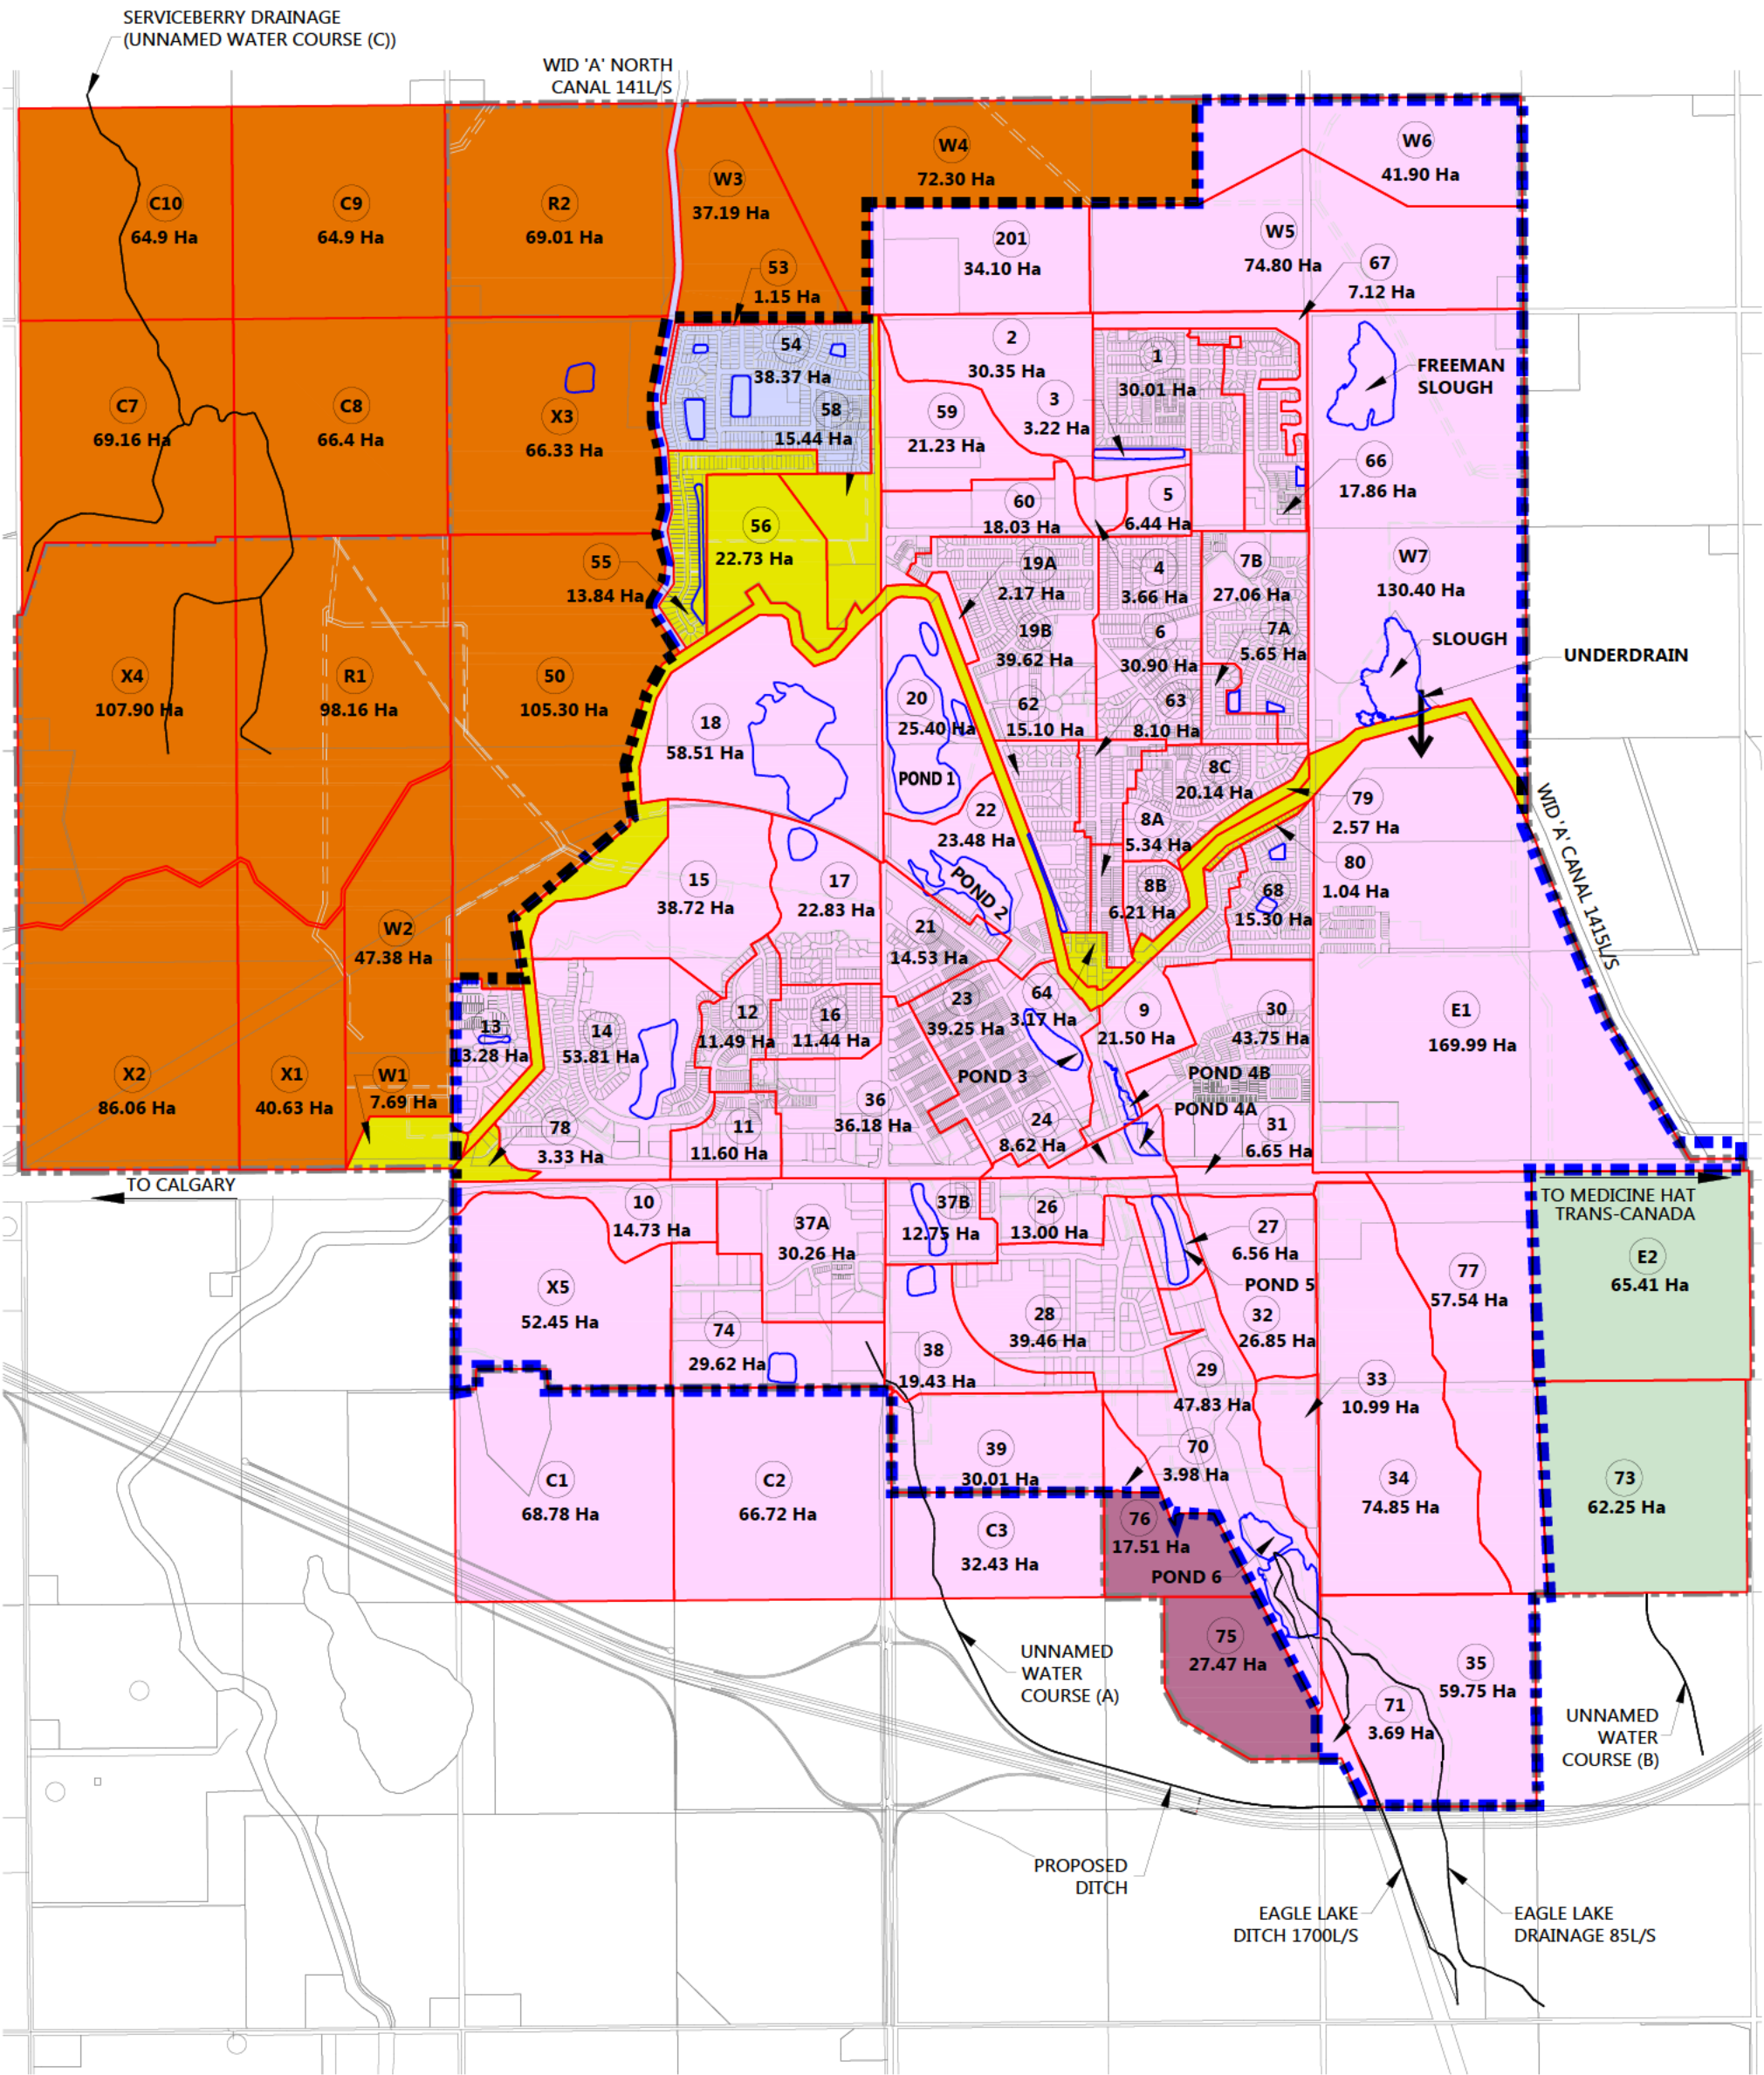 SERVICEBERRY DRAINAGE
(UNNAMED WATER COURSE (C))
WID 'A' NORTH
CANAL 141L/S
W4
72.30 Ha
W6
41.90 Ha
W3
37.19 Ha
C10
64.9 Ha
C9
64.9 Ha
R2
69.01 Ha
201
34.10 Ha
W5
74.80 Ha
67
7.12 Ha
53
1.15 Ha
54
38.37 Ha
2
30.35 Ha
1
30.01 Ha
FREEMAN
SLOUGH
C7
69.16 Ha
C8
66.4 Ha
X3
66.33 Ha
58
15.44 Ha
59
21.23 Ha
3
3.22 Ha
66
17.86 Ha
60
18.03 Ha
5
6.44 Ha
56
22.73 Ha
55
13.84 Ha
19A
2.17 Ha
4
3.66 Ha
7B
27.06 Ha
W7
130.40 Ha
19B
39.62 Ha
6
30.90 Ha
7A
5.65 Ha
SLOUGH
UNDERDRAIN
X4
107.90 Ha
R1
98.16 Ha
50
105.30 Ha
18
58.51 Ha
20
25.40 Ha
62
15.10 Ha
63
8.10 Ha
POND 1
8C
20.14 Ha
79
2.57 Ha
22
23.48 Ha
8A
5.34 Ha
80
1.04 Ha
WID 'A' CANAL 1415L/S
15
38.72 Ha
17
22.83 Ha
POND 2
8B
6.21 Ha
68
15.30 Ha
W2
47.38 Ha
21
14.53 Ha
13
13.28 Ha
14
53.81 Ha
12
11.49 Ha
16
11.44 Ha
23
39.25 Ha
64
3.17 Ha
9
21.50 Ha
30
43.75 Ha
E1
169.99 Ha
X2
86.06 Ha
X1
40.63 Ha
W1
7.69 Ha
POND 3
POND 4B
POND 4A
36
36.18 Ha
78
3.33 Ha
11
11.60 Ha
24
8.62 Ha
31
6.65 Ha
TO CALGARY
TO MEDICINE HAT
TRANS-CANADA
10
14.73 Ha
37A
30.26 Ha
37B
12.75 Ha
26
13.00 Ha
27
6.56 Ha
E2
65.41 Ha
X5
52.45 Ha
POND 5
77
57.54 Ha
74
29.62 Ha
28
39.46 Ha
32
26.85 Ha
38
19.43 Ha
29
47.83 Ha
33
10.99 Ha
C1
68.78 Ha
C2
66.72 Ha
39
30.01 Ha
70
3.98 Ha
34
74.85 Ha
73
62.25 Ha
C3
32.43 Ha
76
17.51 Ha
POND 6
75
27.47 Ha
UNNAMED
WATER
COURSE (A)
35
59.75 Ha
71
3.69 Ha
UNNAMED
WATER
COURSE (B)
PROPOSED
DITCH
EAGLE LAKE
DITCH 1700L/S
EAGLE LAKE
DRAINAGE 85L/S